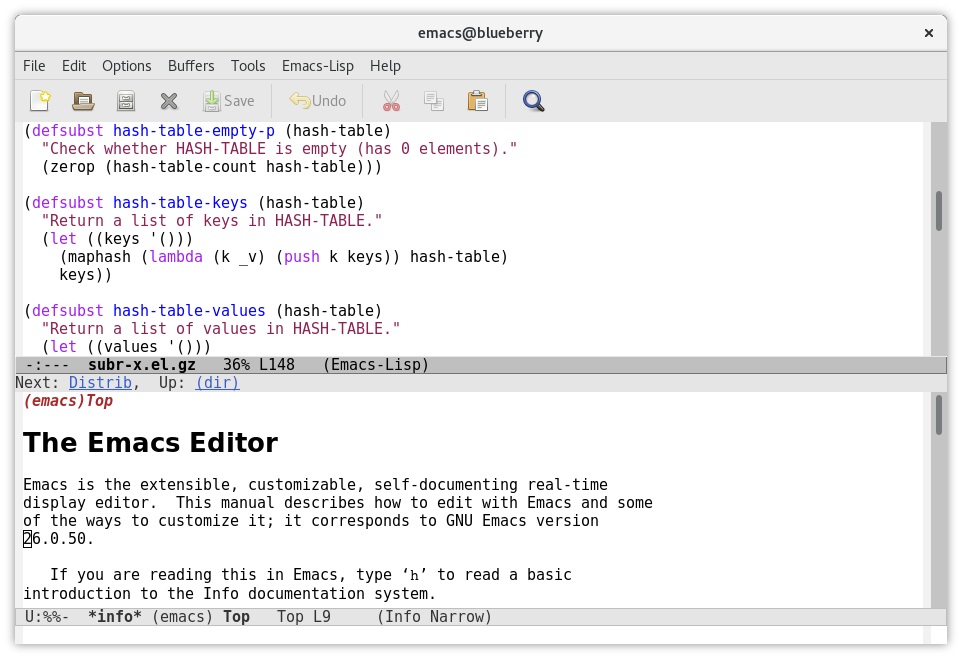 emacs@blueberry ×
File Edit Options Buffers Tools Emacs-Lisp Help
Save Undo
(defsubst hash-table-empty-p (hash-table)
  "Check whether HASH-TABLE is empty (has 0 elements)."
  (zerop (hash-table-count hash-table)))

(defsubst hash-table-keys (hash-table)
  "Return a list of keys in HASH-TABLE."
  (let ((keys '()))
    (maphash (lambda (k _v) (push k keys)) hash-table)
    keys))

(defsubst hash-table-values (hash-table)
  "Return a list of values in HASH-TABLE."
  (let ((values '()))
-:---  subr-x.el.gz   36% L148   (Emacs-Lisp)
Next: Distrib,  Up: (dir)
(emacs)Top
The Emacs Editor
Emacs is the extensible, customizable, self-documenting real-time
display editor.  This manual describes how to edit with Emacs and some
of the ways to customize it; it corresponds to GNU Emacs version
26.0.50.

   If you are reading this in Emacs, type ‘h’ to read a basic
introduction to the Info documentation system.
U:%%-  *info* (emacs) Top   Top L9     (Info Narrow)